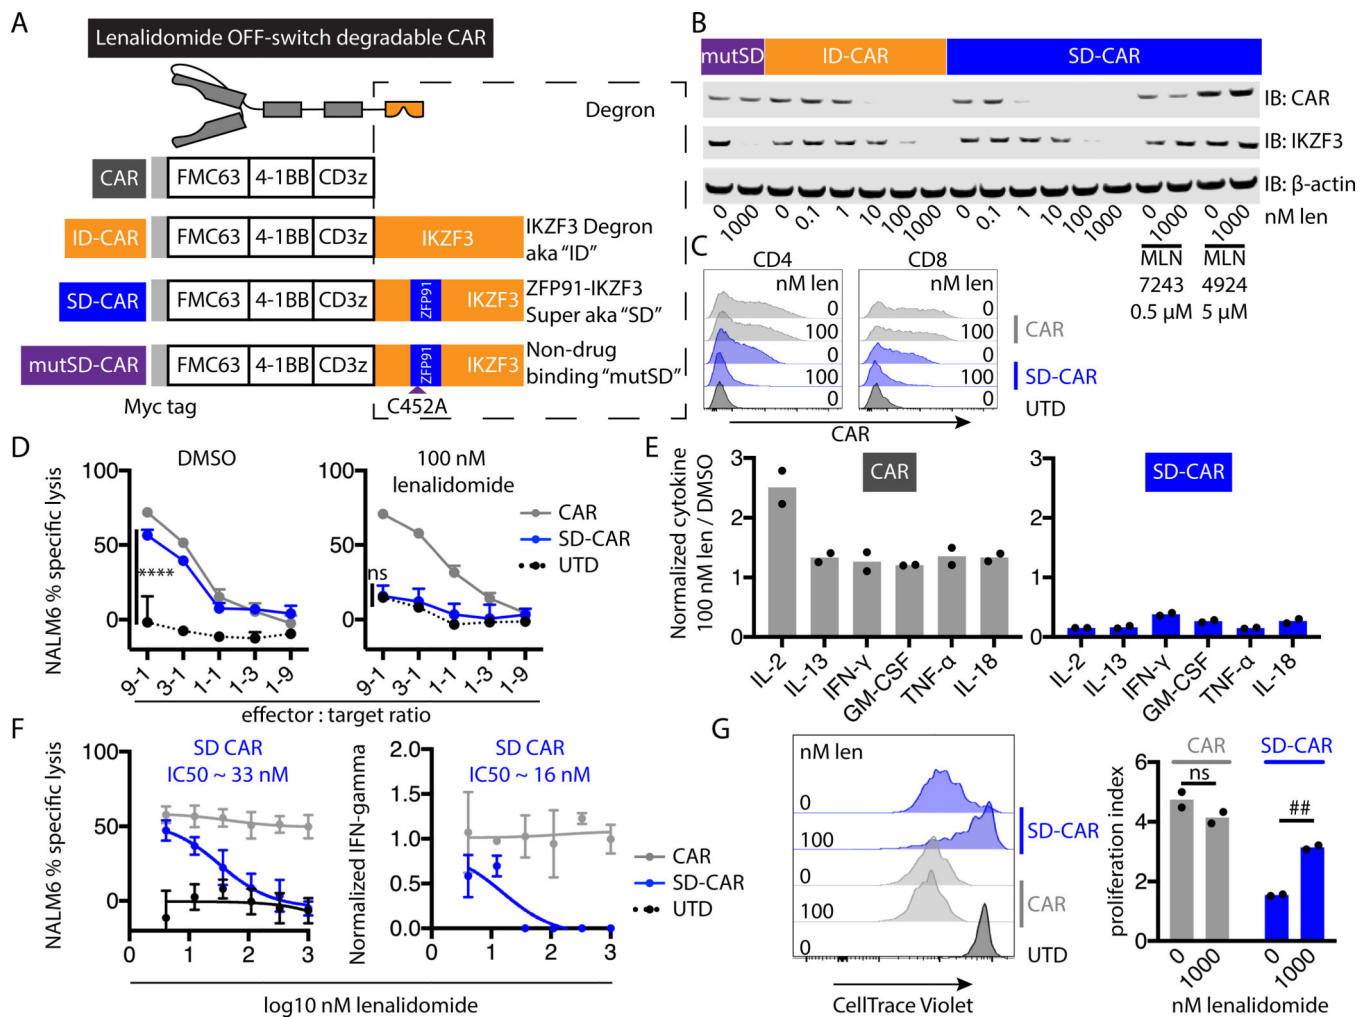 A
Lenalidomide OFF-switch degradable CAR
Degron
CAR
FMC63 4-1BB CD3z
ID-CAR
FMC63 4-1BB CD3z IKZF3
IKZF3 Degron
aka "ID"
SD-CAR
FMC63 4-1BB CD3z ZFP91 IKZF3
ZFP91-IKZF3
Super aka "SD"
mutSD-CAR
FMC63 4-1BB CD3z ZFP91 IKZF3
Non-drug
binding "mutSD"
Myc tag
C452A
B
mutSD ID-CAR SD-CAR
IB: CAR
IB: IKZF3
IB: β-actin
0 1000 0 0.1 1 10 100 1000 0 0.1 1 10 100 1000 0 1000 0 1000 nM len
MLN MLN
7243 4924
0.5 µM 5 µM
C
CD4 CD8
nM len nM len
0 0
100 100 CAR
0 0
100 100 SD-CAR
0 0 UTD
CAR
D
DMSO
100 nM
lenalidomide
NALM6 % specific lysis
100
50
0
100
50
0
CAR
SD-CAR
UTD
****
ns
9-1 3-1 1-1 1-3 1-9
9-1 3-1 1-1 1-3 1-9
effector : target ratio
E
Normalized cytokine
100 nM len / DMSO
3
2
1
0
CAR
IL-2 IL-13 IFN-γ GM-CSF TNF-α IL-18
3
2
1
0
SD-CAR
IL-2 IL-13 IFN-γ GM-CSF TNF-α IL-18
F
NALM6 % specific lysis
100
50
0
SD CAR
IC50 ~ 33 nM
0 1 2 3
Normalized IFN-gamma
2.0
1.5
1.0
0.5
0.0
SD CAR
IC50 ~ 16 nM
0 1 2 3
CAR
SD-CAR
UTD
log10 nM lenalidomide
G
nM len
0
100
SD-CAR
0
100
CAR
0
UTD
CellTrace Violet
proliferation index
6
4
2
0
CAR SD-CAR
ns
##
0 1000 0 1000
nM lenalidomide